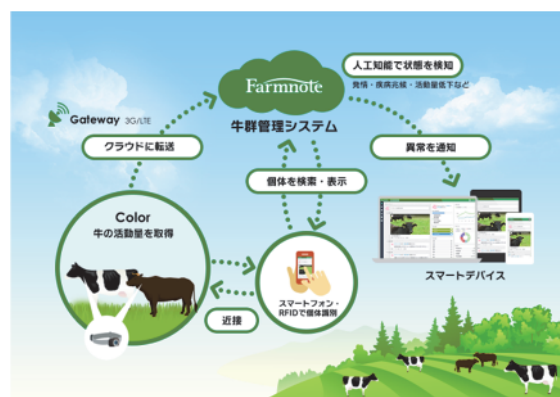 人工知能で状態を検知
発情・疾病兆候・活動量低下など
Farmnote
牛群管理システム
Gateway 3G/LTE
クラウドに転送
異常を通知
個体を検索・表示
Color
牛の活動量を取得
スマートデバイス
スマートフォン・
RFIDで個体識別
近接